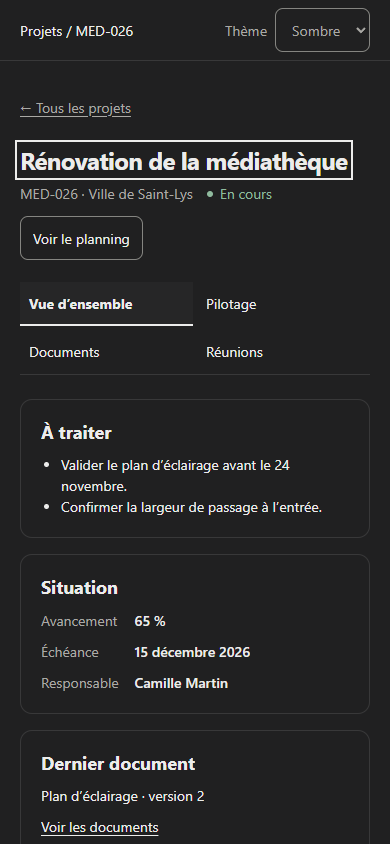 Projets / MED-026
Thème
Sombre
← Tous les projets
Rénovation de la médiathèque
MED-026 · Ville de Saint-Lys • En cours
Voir le planning
Vue d’ensemble
Pilotage
Documents
Réunions
À traiter
• Valider le plan d’éclairage avant le 24
novembre.
• Confirmer la largeur de passage à l’entrée.
Situation
Avancement 65 %
Échéance 15 décembre 2026
Responsable Camille Martin
Dernier document
Plan d’éclairage · version 2
Voir les documents